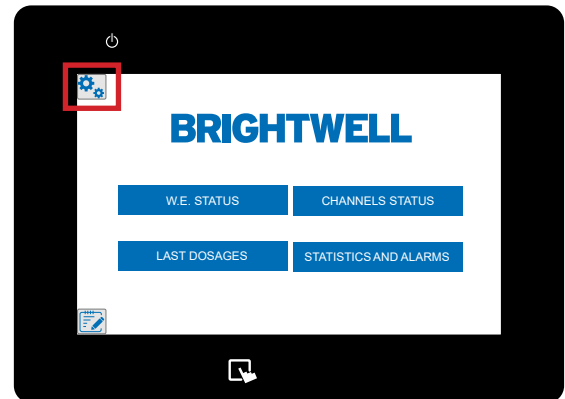 BRIGHTWELL
W.E. STATUS
CHANNELS STATUS
LAST DOSAGES
STATISTICS AND ALARMS